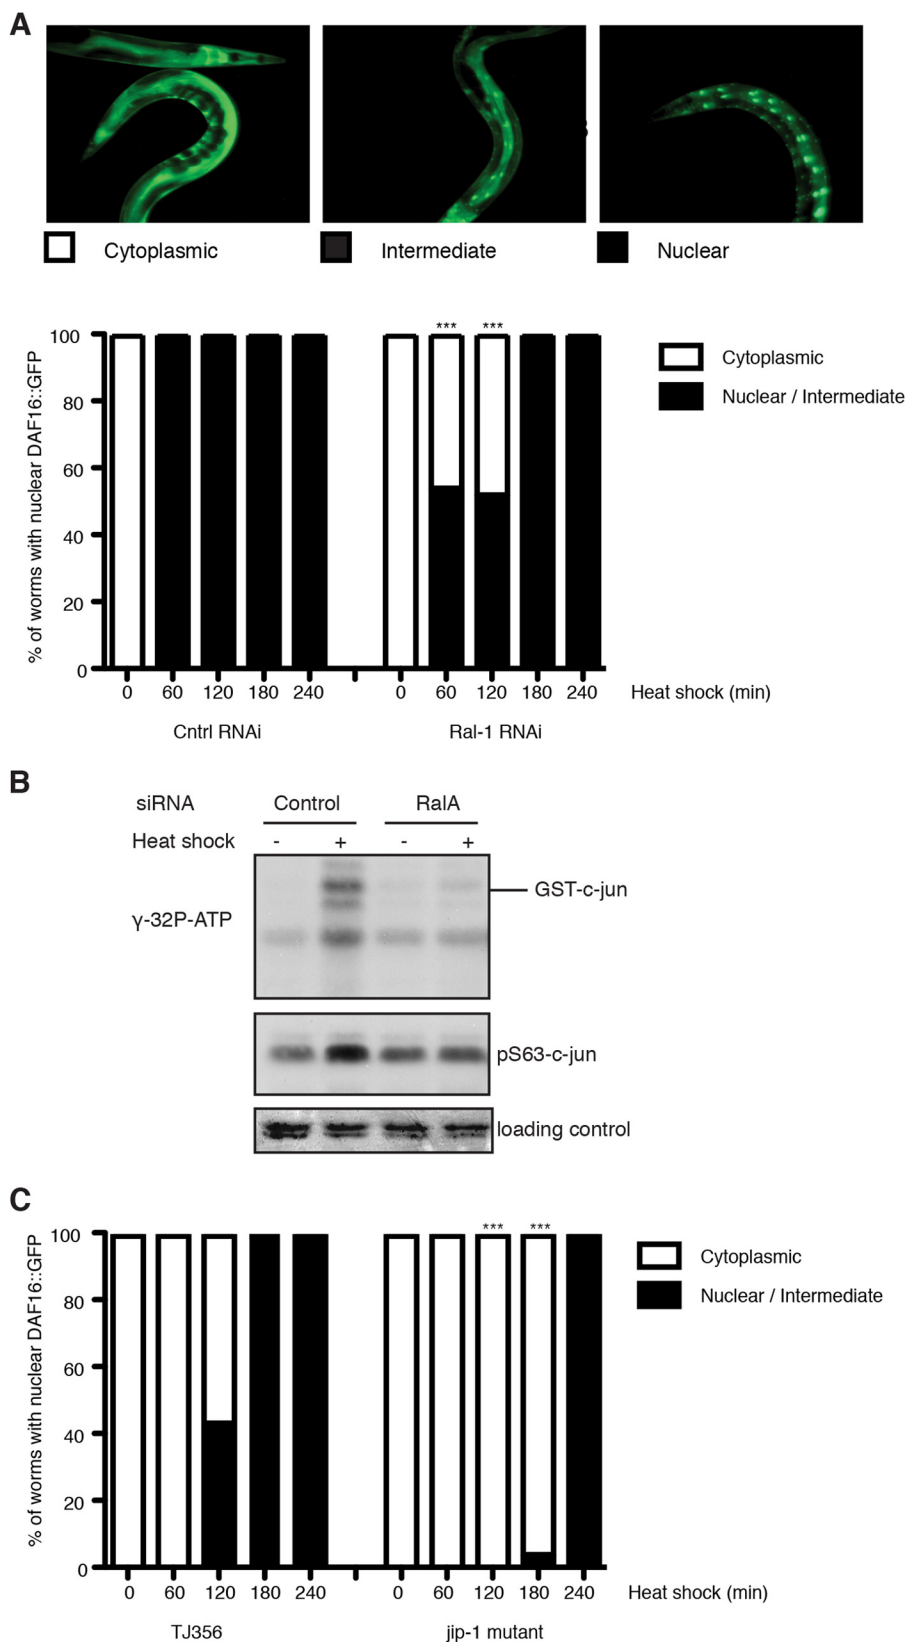 A
Cytoplasmic Intermediate Nuclear
*** ***
100
80
60
40
20
0
% of worms with nuclear DAF16::GFP
Cytoplasmic
Nuclear / Intermediate
0 60 120 180 240 0 60 120 180 240 Heat shock (min)
Cntrl RNAi Ral-1 RNAi
B
siRNA Control RalA
Heat shock - + - +
GST-c-jun
γ-32P-ATP
pS63-c-jun
loading control
C
*** ***
100
80
60
40
20
0
% of worms with nuclear DAF16::GFP
Cytoplasmic
Nuclear / Intermediate
0 60 120 180 240 0 60 120 180 240 Heat shock (min)
TJ356 jip-1 mutant